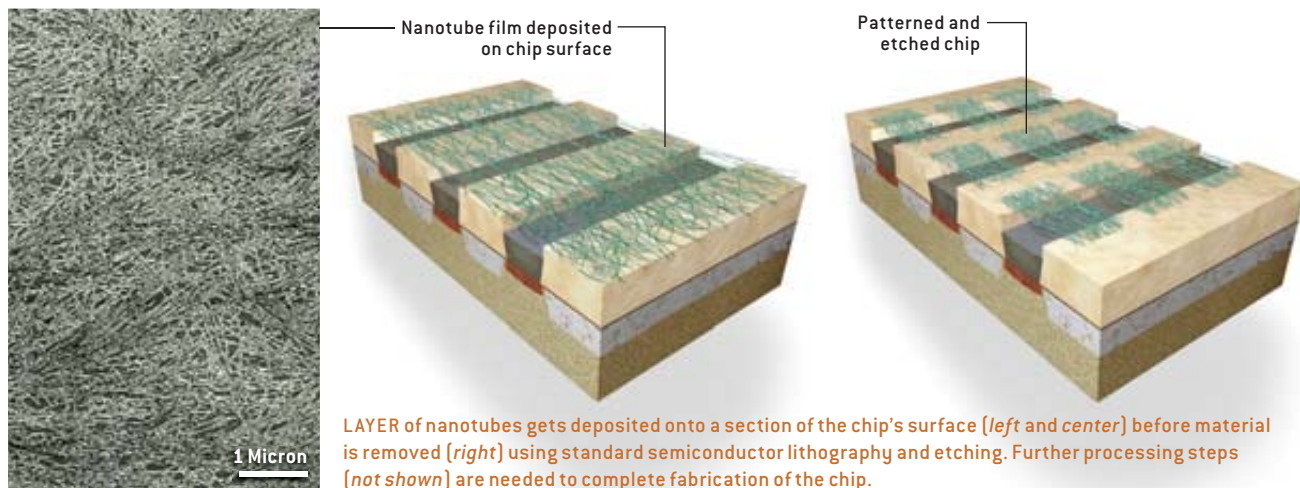 Nanotube film deposited
on chip surface
Patterned and
etched chip
1 Micron
LAYER of nanotubes gets deposited onto a section of the chip's surface (left and center) before material
is removed (right) using standard semiconductor lithography and etching. Further processing steps
(not shown) are needed to complete fabrication of the chip.